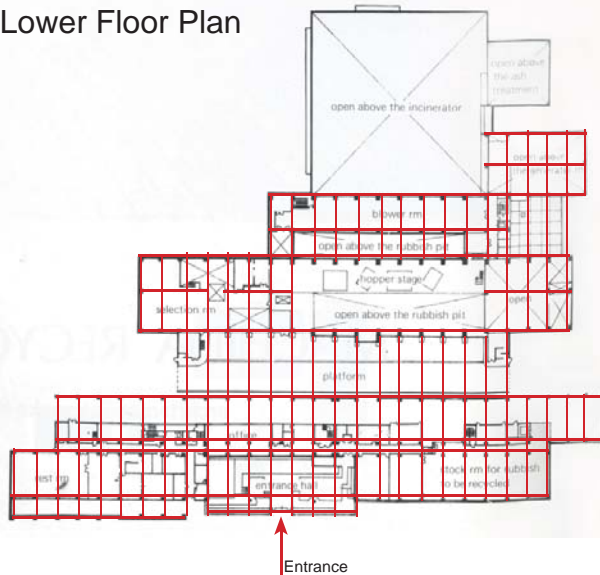 Lower Floor Plan
open above
the ash
treatment
open above the incinerator
open above
blower rm
open above the rubbish pit
hopper stage
open
selection rm
open above the rubbish pit
platform
office
rest rm
stock rm for rubbish
to be recycled
entrance hall
Entrance